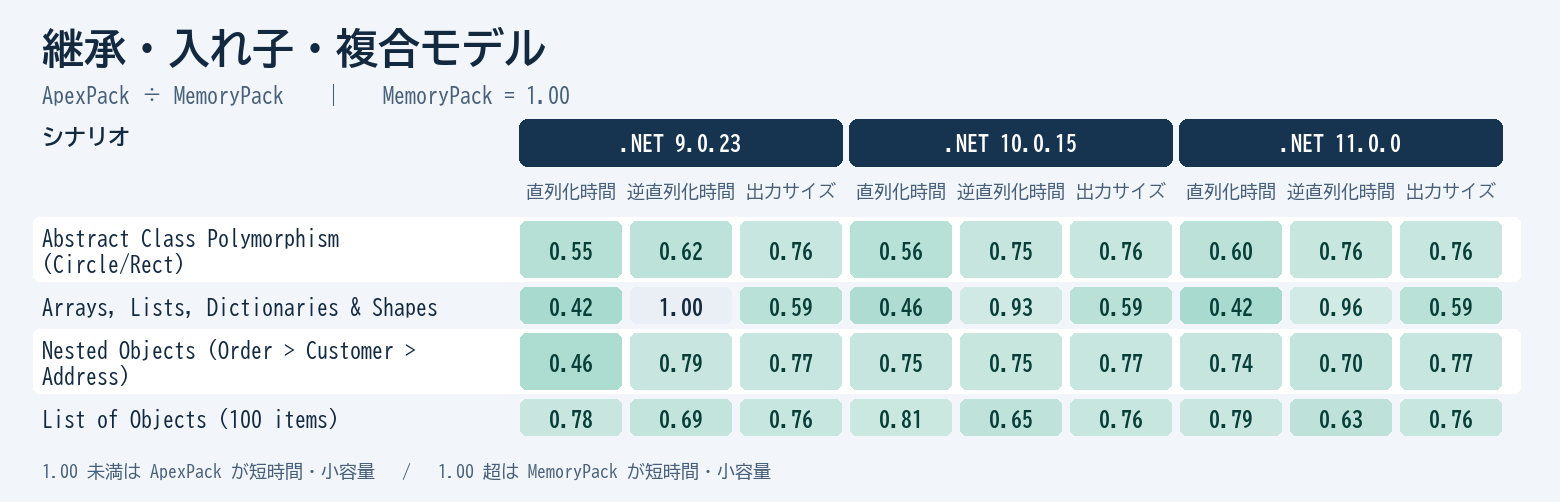 継承・入れ子・複合モデル
ApexPack ÷ MemoryPack | MemoryPack = 1.00
シナリオ .NET 9.0.23 .NET 10.0.15 .NET 11.0.0
直列化時間 逆直列化時間 出力サイズ 直列化時間 逆直列化時間 出力サイズ 直列化時間 逆直列化時間 出力サイズ
Abstract Class Polymorphism
(Circle/Rect) 0.55 0.62 0.76 0.56 0.75 0.76 0.60 0.76 0.76
Arrays, Lists, Dictionaries & Shapes 0.42 1.00 0.59 0.46 0.93 0.59 0.42 0.96 0.59
Nested Objects (Order > Customer >
Address) 0.46 0.79 0.77 0.75 0.75 0.77 0.74 0.70 0.77
List of Objects (100 items) 0.78 0.69 0.76 0.81 0.65 0.76 0.79 0.63 0.76
1.00 未満は ApexPack が短時間・小容量 / 1.00 超は MemoryPack が短時間・小容量